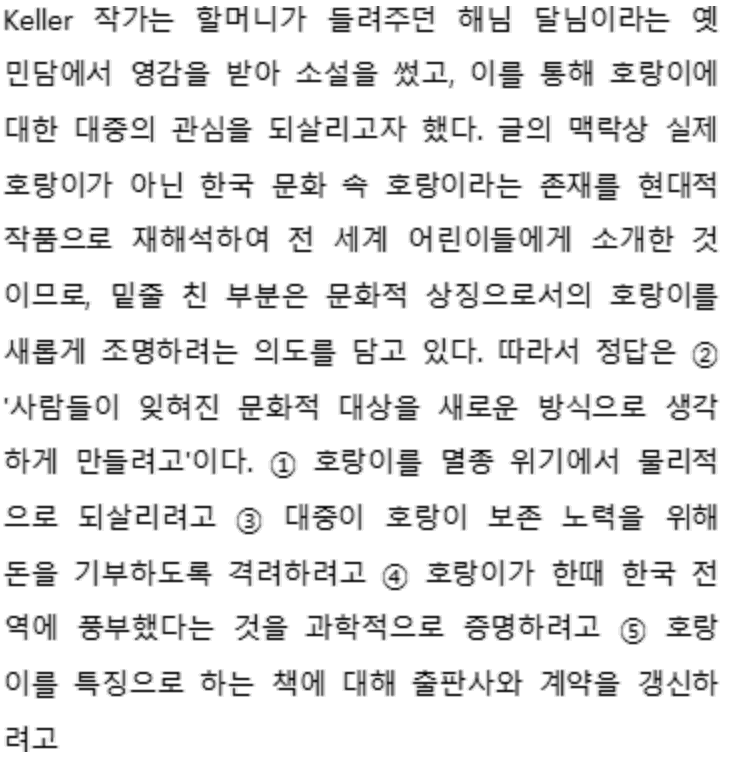 Keller 작가는 할머니가 들려주던 해님 달님이라는 옛
민담에서 영감을 받아 소설을 썼고, 이를 통해 호랑이에
대한 대중의 관심을 되살리고자 했다. 글의 맥락상 실제
호랑이가 아닌 한국 문화 속 호랑이라는 존재를 현대적
작품으로 재해석하여 전 세계 어린이들에게 소개한 것
이므로, 밑줄 친 부분은 문화적 상징으로서의 호랑이를
새롭게 조명하려는 의도를 담고 있다. 따라서 정답은 ②
'사람들이 잊혀진 문화적 대상을 새로운 방식으로 생각
하게 만들려고'이다. ① 호랑이를 멸종 위기에서 물리적
으로 되살리려고 ③ 대중이 호랑이 보존 노력을 위해
돈을 기부하도록 격려하려고 ④ 호랑이가 한때 한국 전
역에 풍부했다는 것을 과학적으로 증명하려고 ⑤ 호랑
이를 특징으로 하는 책에 대해 출판사와 계약을 갱신하
려고